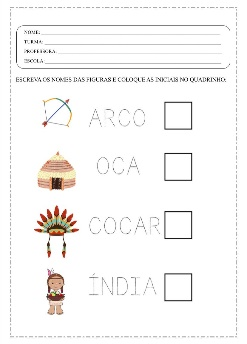 NOME:
TURMA:
PROFESSORA:
ESCOLA
ESCREVA OS NOMES DAS FIGURAS E COLOQUE AS INICIAIS NO QUADRINHO:
ARCO
OCA
COCAR
ÍNDIA